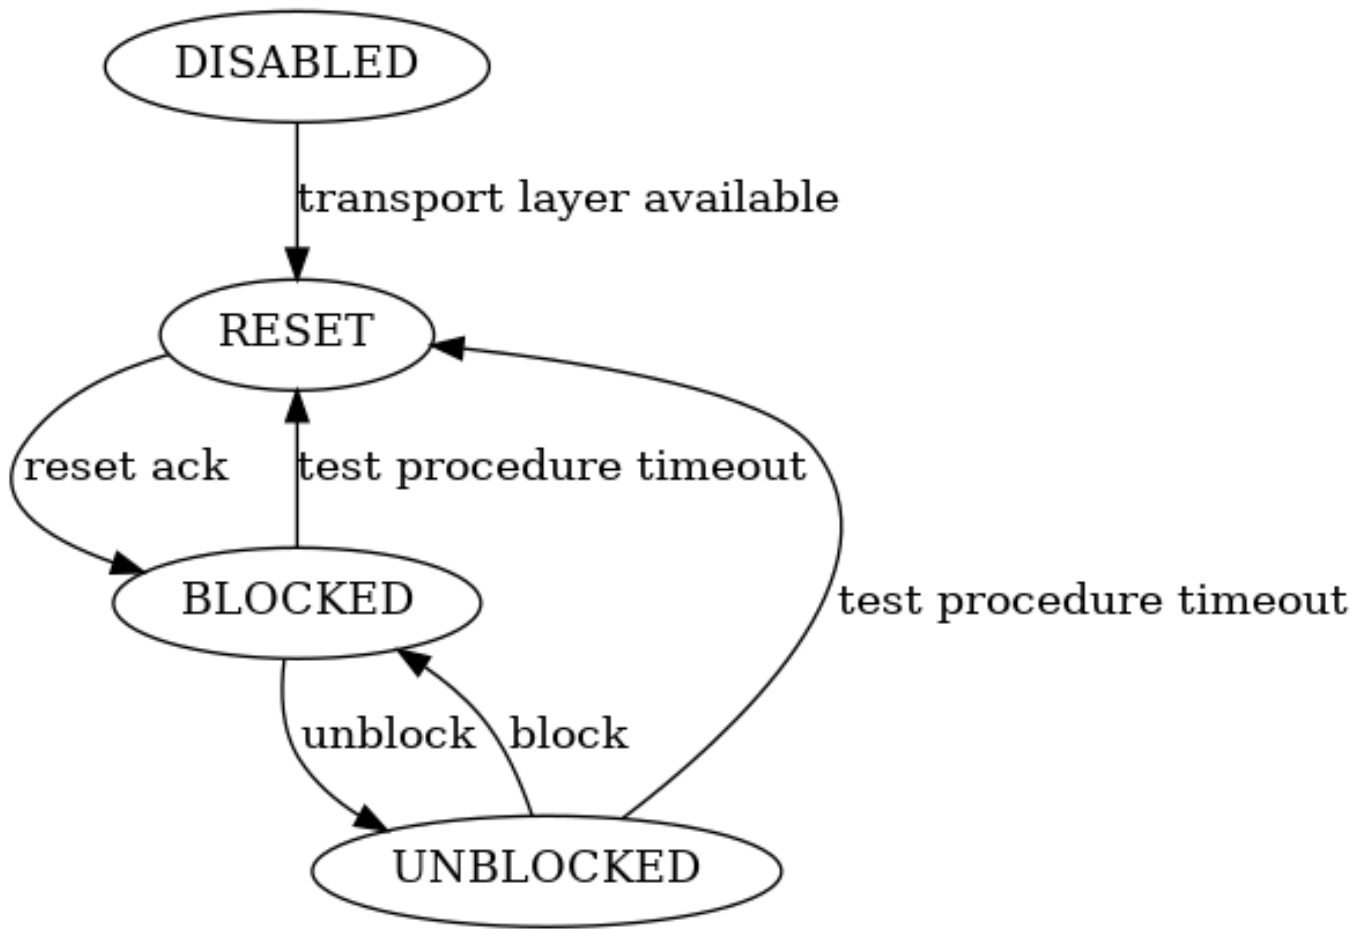 DISABLED
transport layer available
RESET
reset ack
test procedure timeout
BLOCKED
test procedure timeout
unblock
block
UNBLOCKED